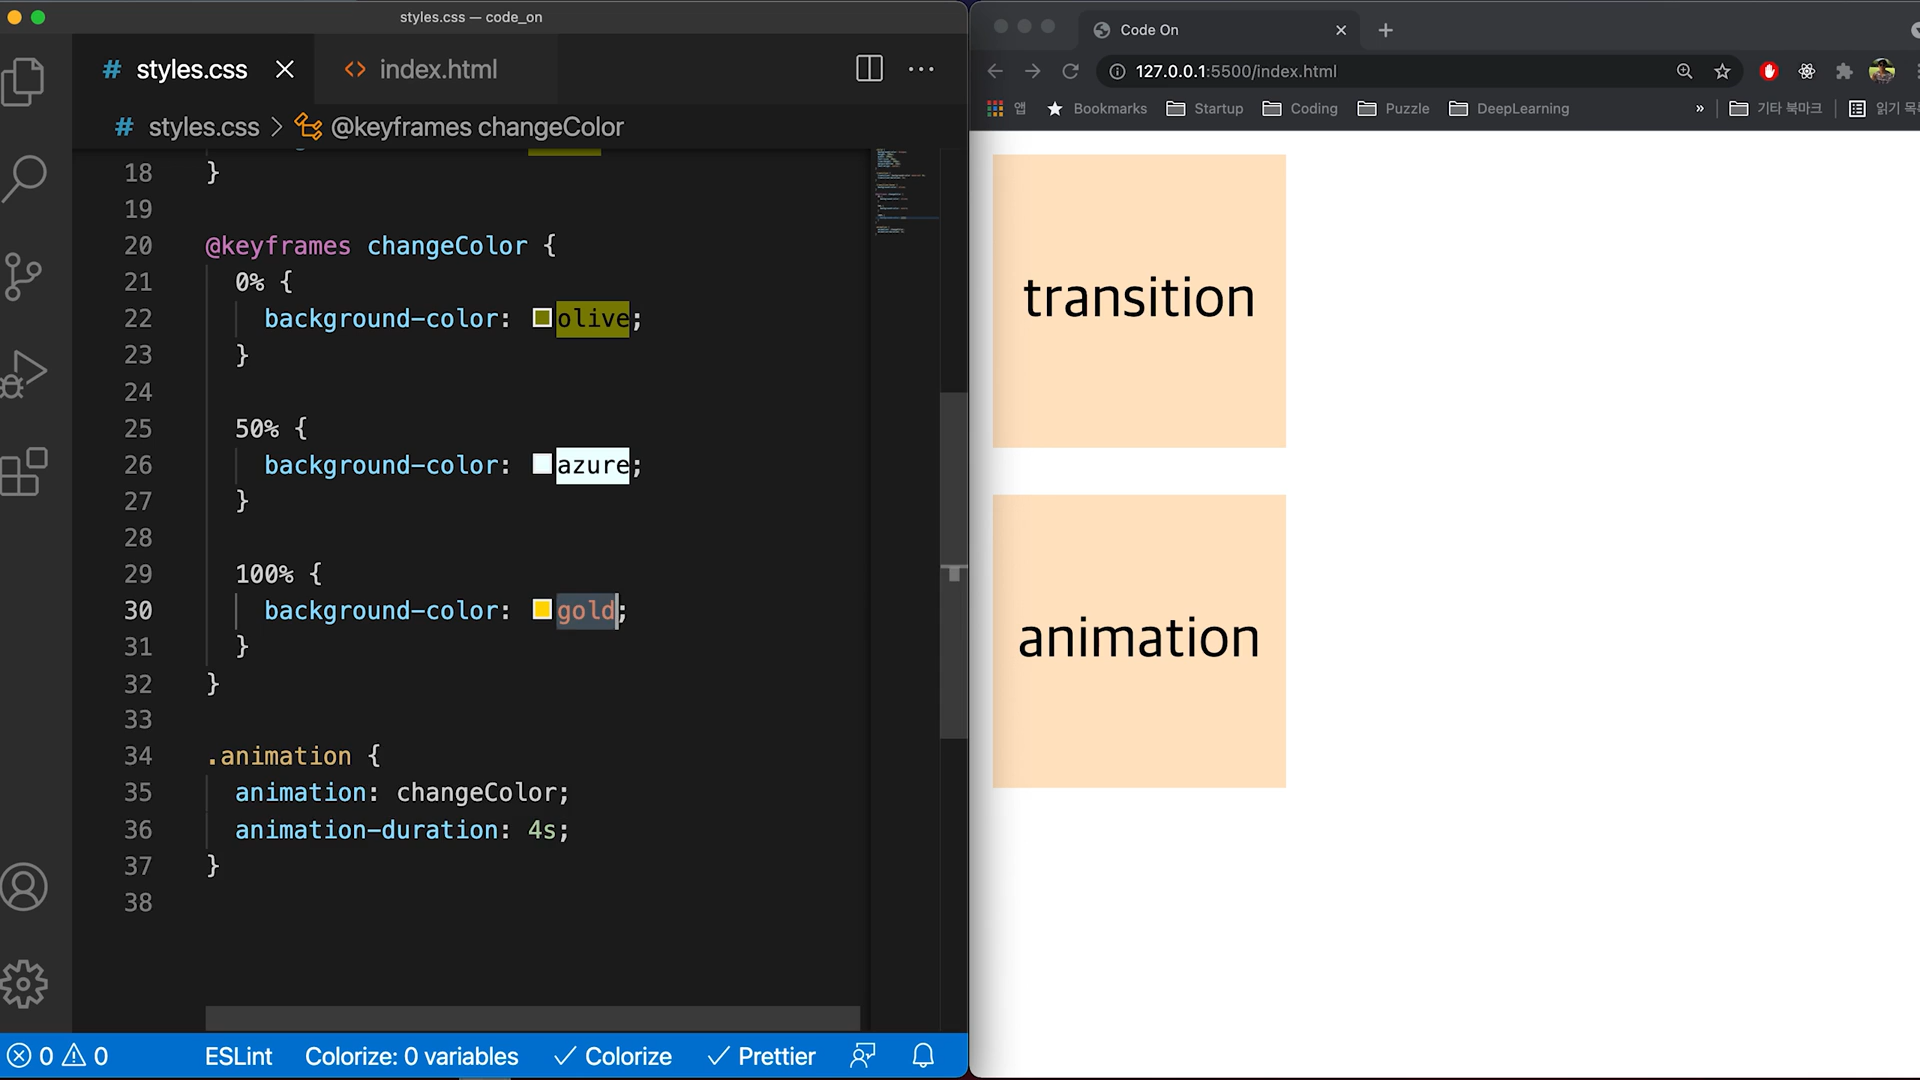 styles.css — code_on
# styles.css
<> index.html
# styles.css > @keyframes changeColor
18 }
19
20 @keyframes changeColor {
21 0% {
22 background-color: olive;
23 }
24
25 50% {
26 background-color: azure;
27 }
28
29 100% {
30 background-color: gold;
31 }
32 }
33
34 .animation {
35 animation: changeColor;
36 animation-duration: 4s;
37 }
38
0 0 ESLint Colorize: 0 variables Colorize Prettier
Code On
127.0.0.1:5500/index.html
앱 Bookmarks Startup Coding Puzzle DeepLearning » 기타 북마크 읽기
transition
animation